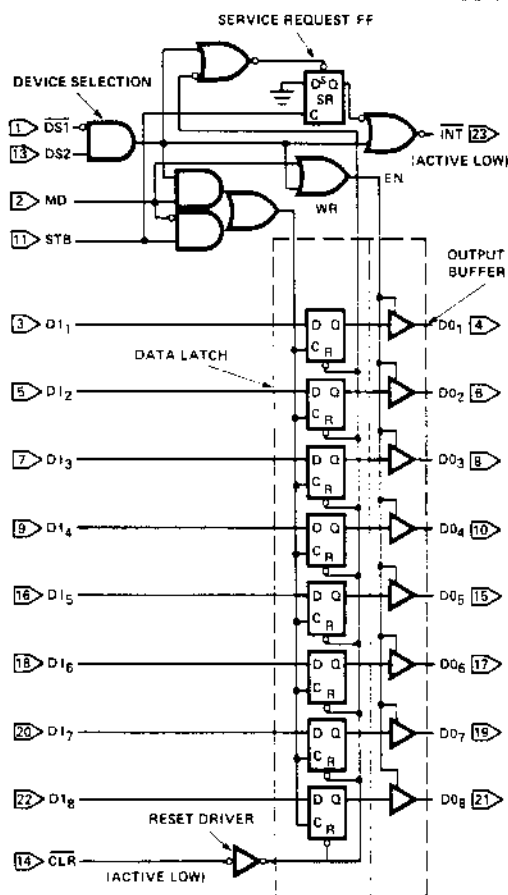 SERVICE REQUEST FF
DEVICE SELECTION
1 DS1
13 DS2
2 MD
11 STB
D S Q
SR
C
INT 23
(ACTIVE LOW)
EN
WR
OUTPUT
BUFFER
DATA LATCH
3 DI1 D Q C R DO1 4
5 DI2 D Q C R DO2 6
7 DI3 D Q C R DO3 8
9 DI4 D Q C R DO4 10
16 DI5 D Q C R DO5 15
18 DI6 D Q C R DO6 17
20 DI7 D Q C R DO7 19
22 DI8 D Q C R DO8 21
RESET DRIVER
14 CLR
(ACTIVE LOW)